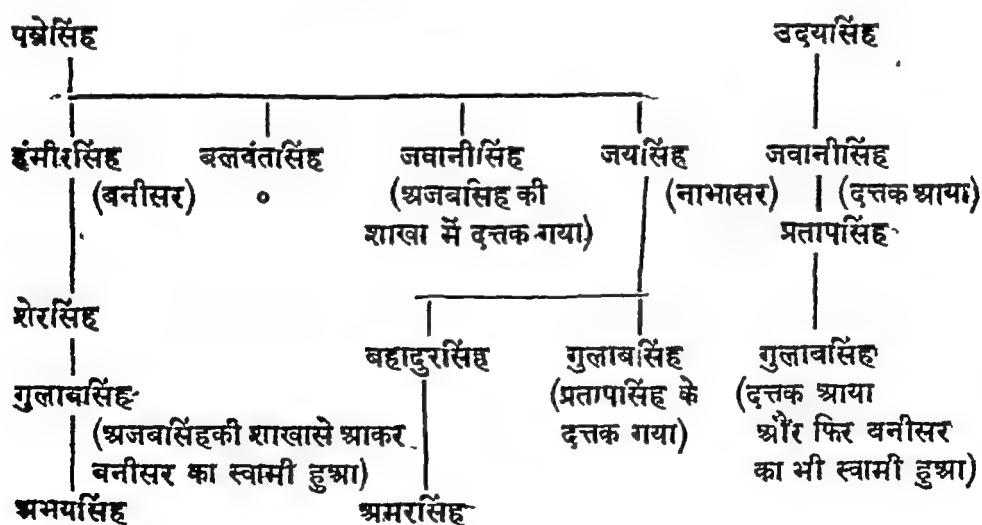 पन्नेसिंह उदयसिंह
हंमीरसिंह बलवंतसिंह जवानीसिंह जयसिंह जवानीसिंह
(बनीसर) ० (अजबसिंह की (नाभासर) (दत्तक आया)
शाखा में दत्तक गया) प्रतापसिंह
शेरसिंह
बहादुरसिंह गुलाबसिंह गुलाबसिंह
गुलाबसिंह (प्रतापसिंह के (दत्तक आया
(अजबसिंहकी शाखासे आकर दत्तक गया) और फिर बनीसर
बनीसर का स्वामी हुआ) का भी स्वामी हुआ)
अभयसिंह अमरसिंह